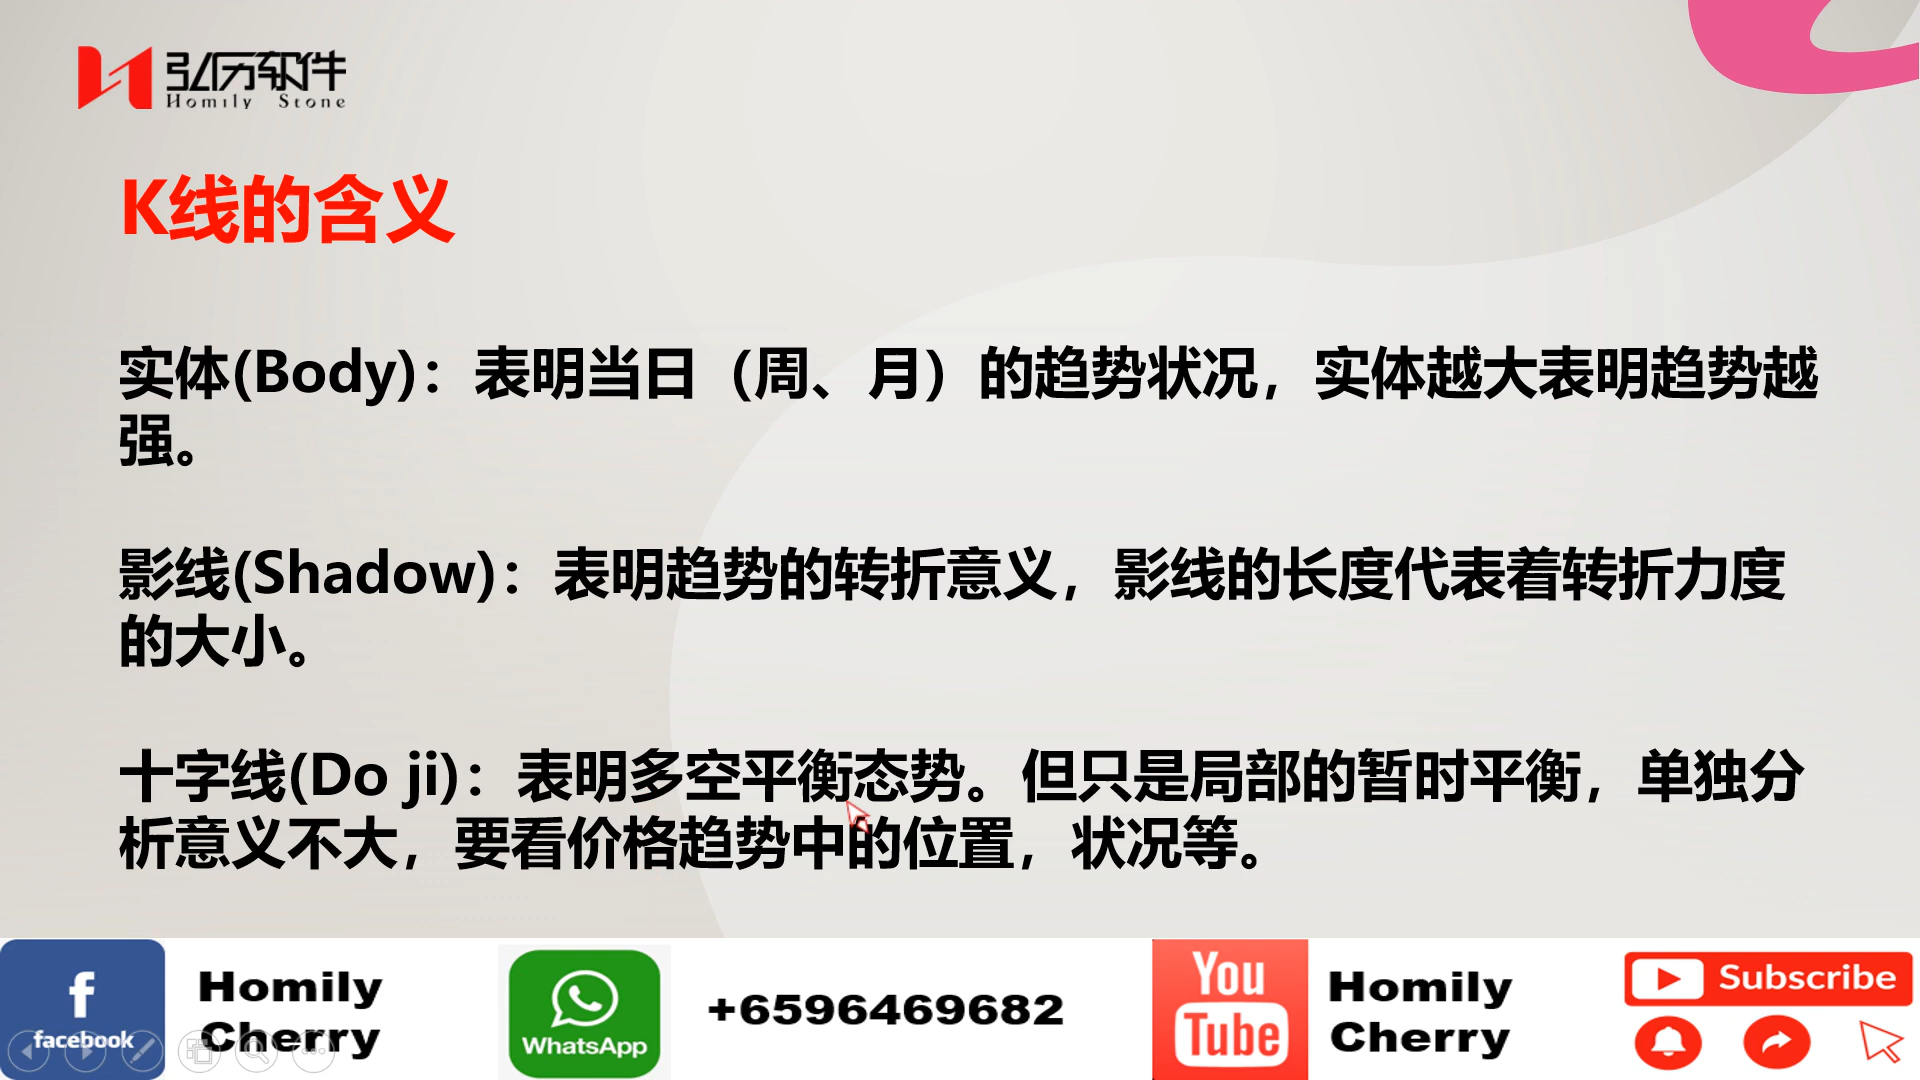 弘历软件
Homily Stone
K线的含义
实体(Body)：表明当日（周、月）的趋势状况，实体越大表明趋势越
强。
影线(Shadow)：表明趋势的转折意义，影线的长度代表着转折力度
的大小。
十字线(Do ji)：表明多空平衡态势。但只是局部的暂时平衡，单独分
析意义不大，要看价格趋势中的位置，状况等。
facebook
Homily
Cherry
WhatsApp
+6596469682
You
Tube
Homily
Cherry
Subscribe